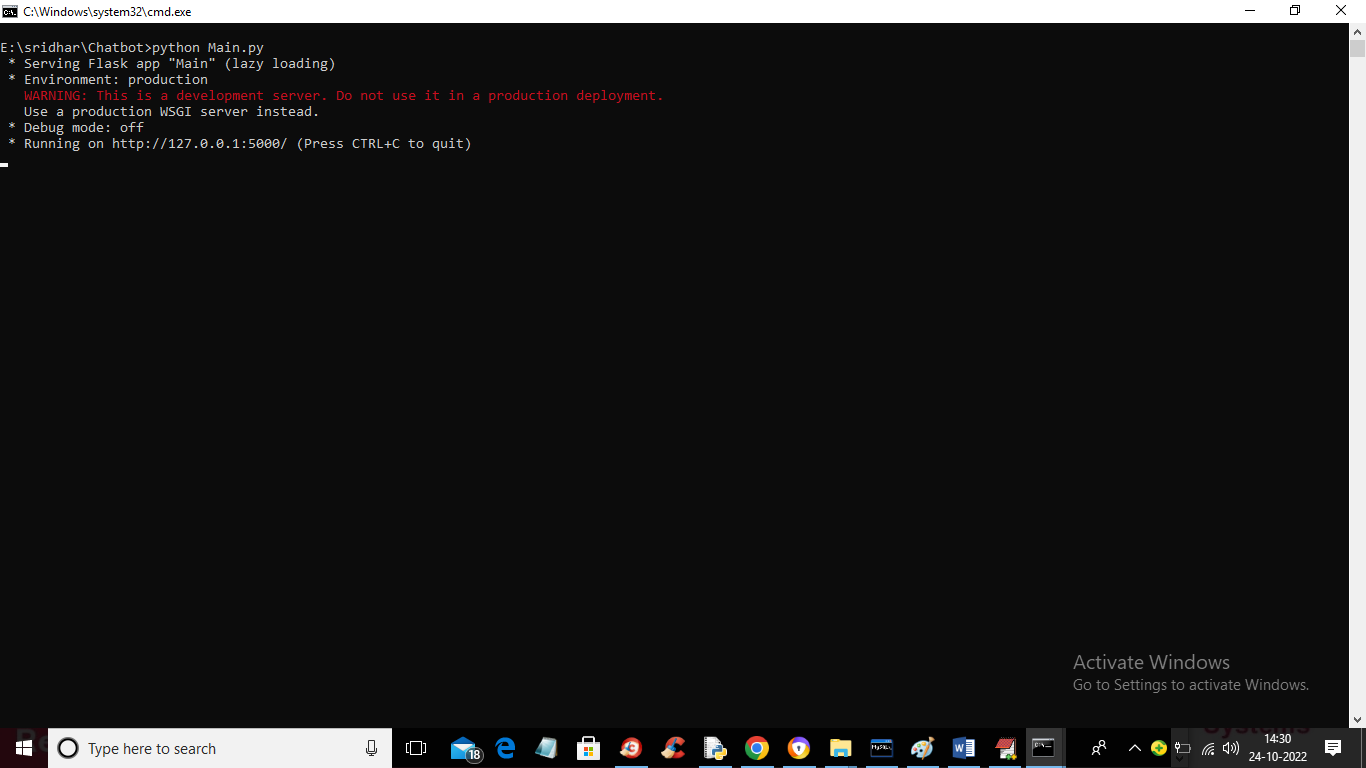 C:\Windows\system32\cmd.exe
E:\sridhar\Chatbot>python Main.py
* Serving Flask app "Main" (lazy loading)
* Environment: production
WARNING: This is a development server. Do not use it in a production deployment.
Use a production WSGI server instead.
* Debug mode: off
* Running on http://127.0.0.1:5000/ (Press CTRL+C to quit)
Activate Windows
Go to Settings to activate Windows.
Type here to search
18
14:30
24-10-2022